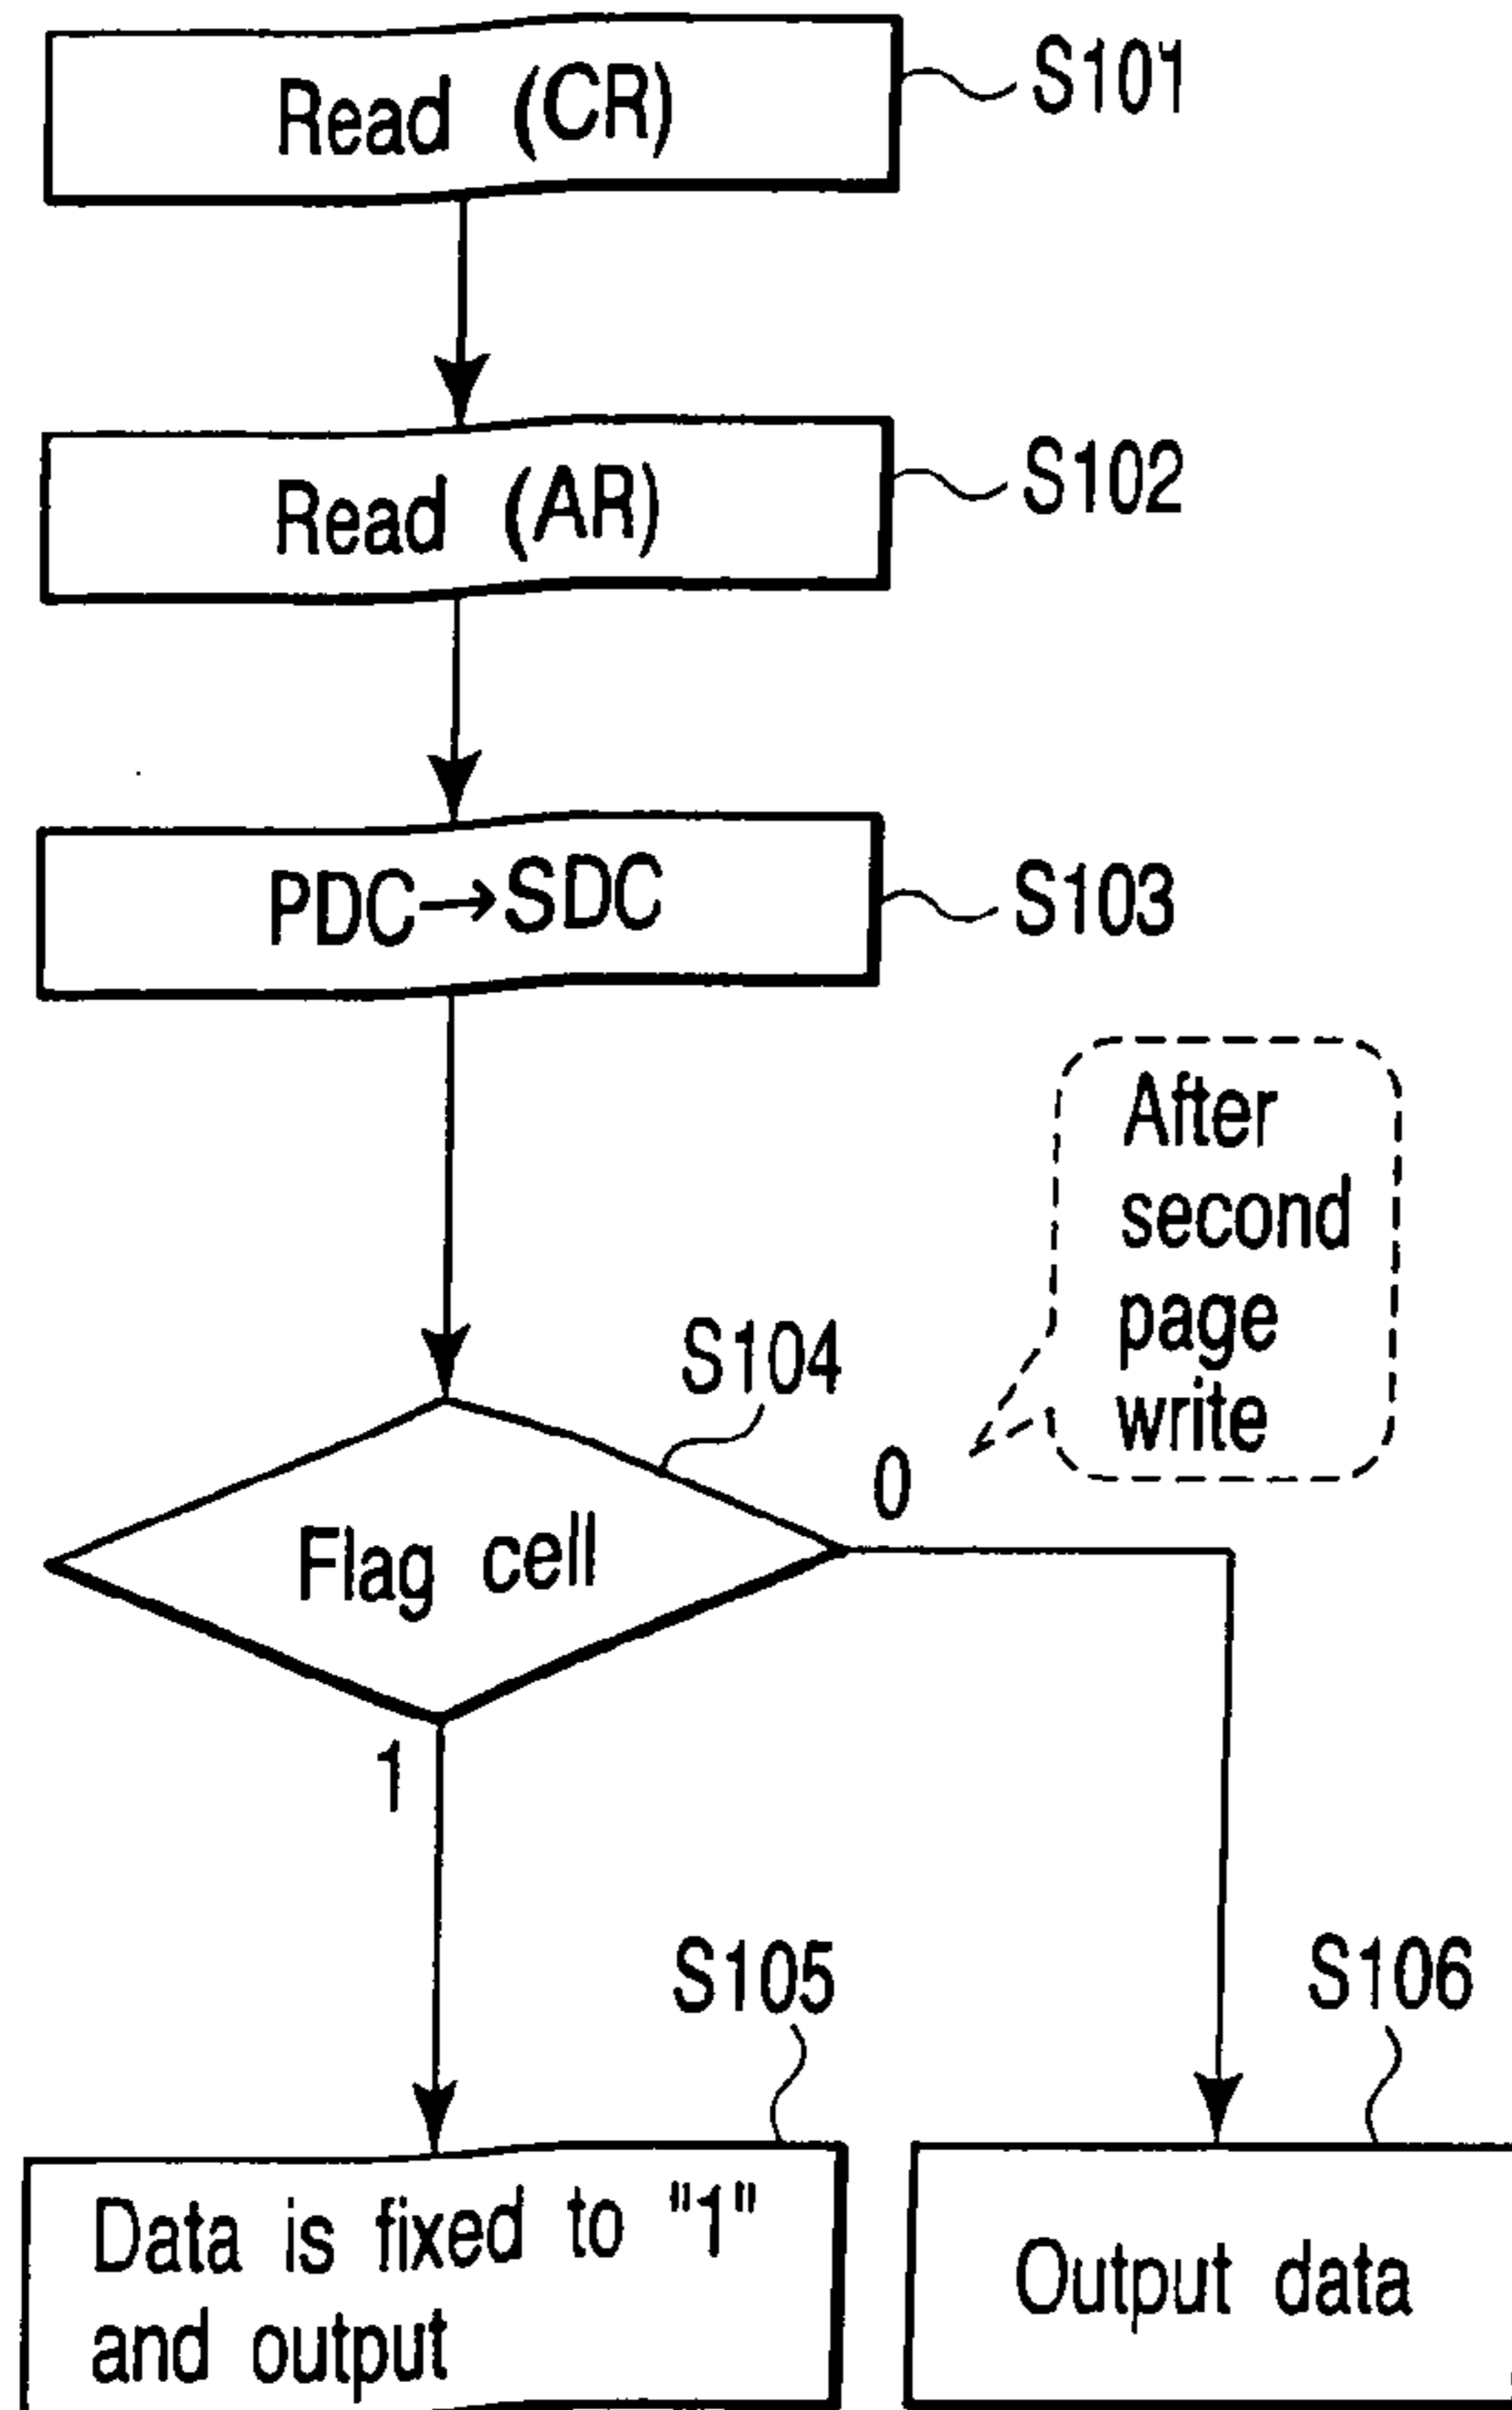 Read (CR)
S101
Read (AR)
S102
PDC→SDC
S103
After
second
page
write
S104
0
Flag cell
1
S105
S106
Data is fixed to "1"
and output
Output data